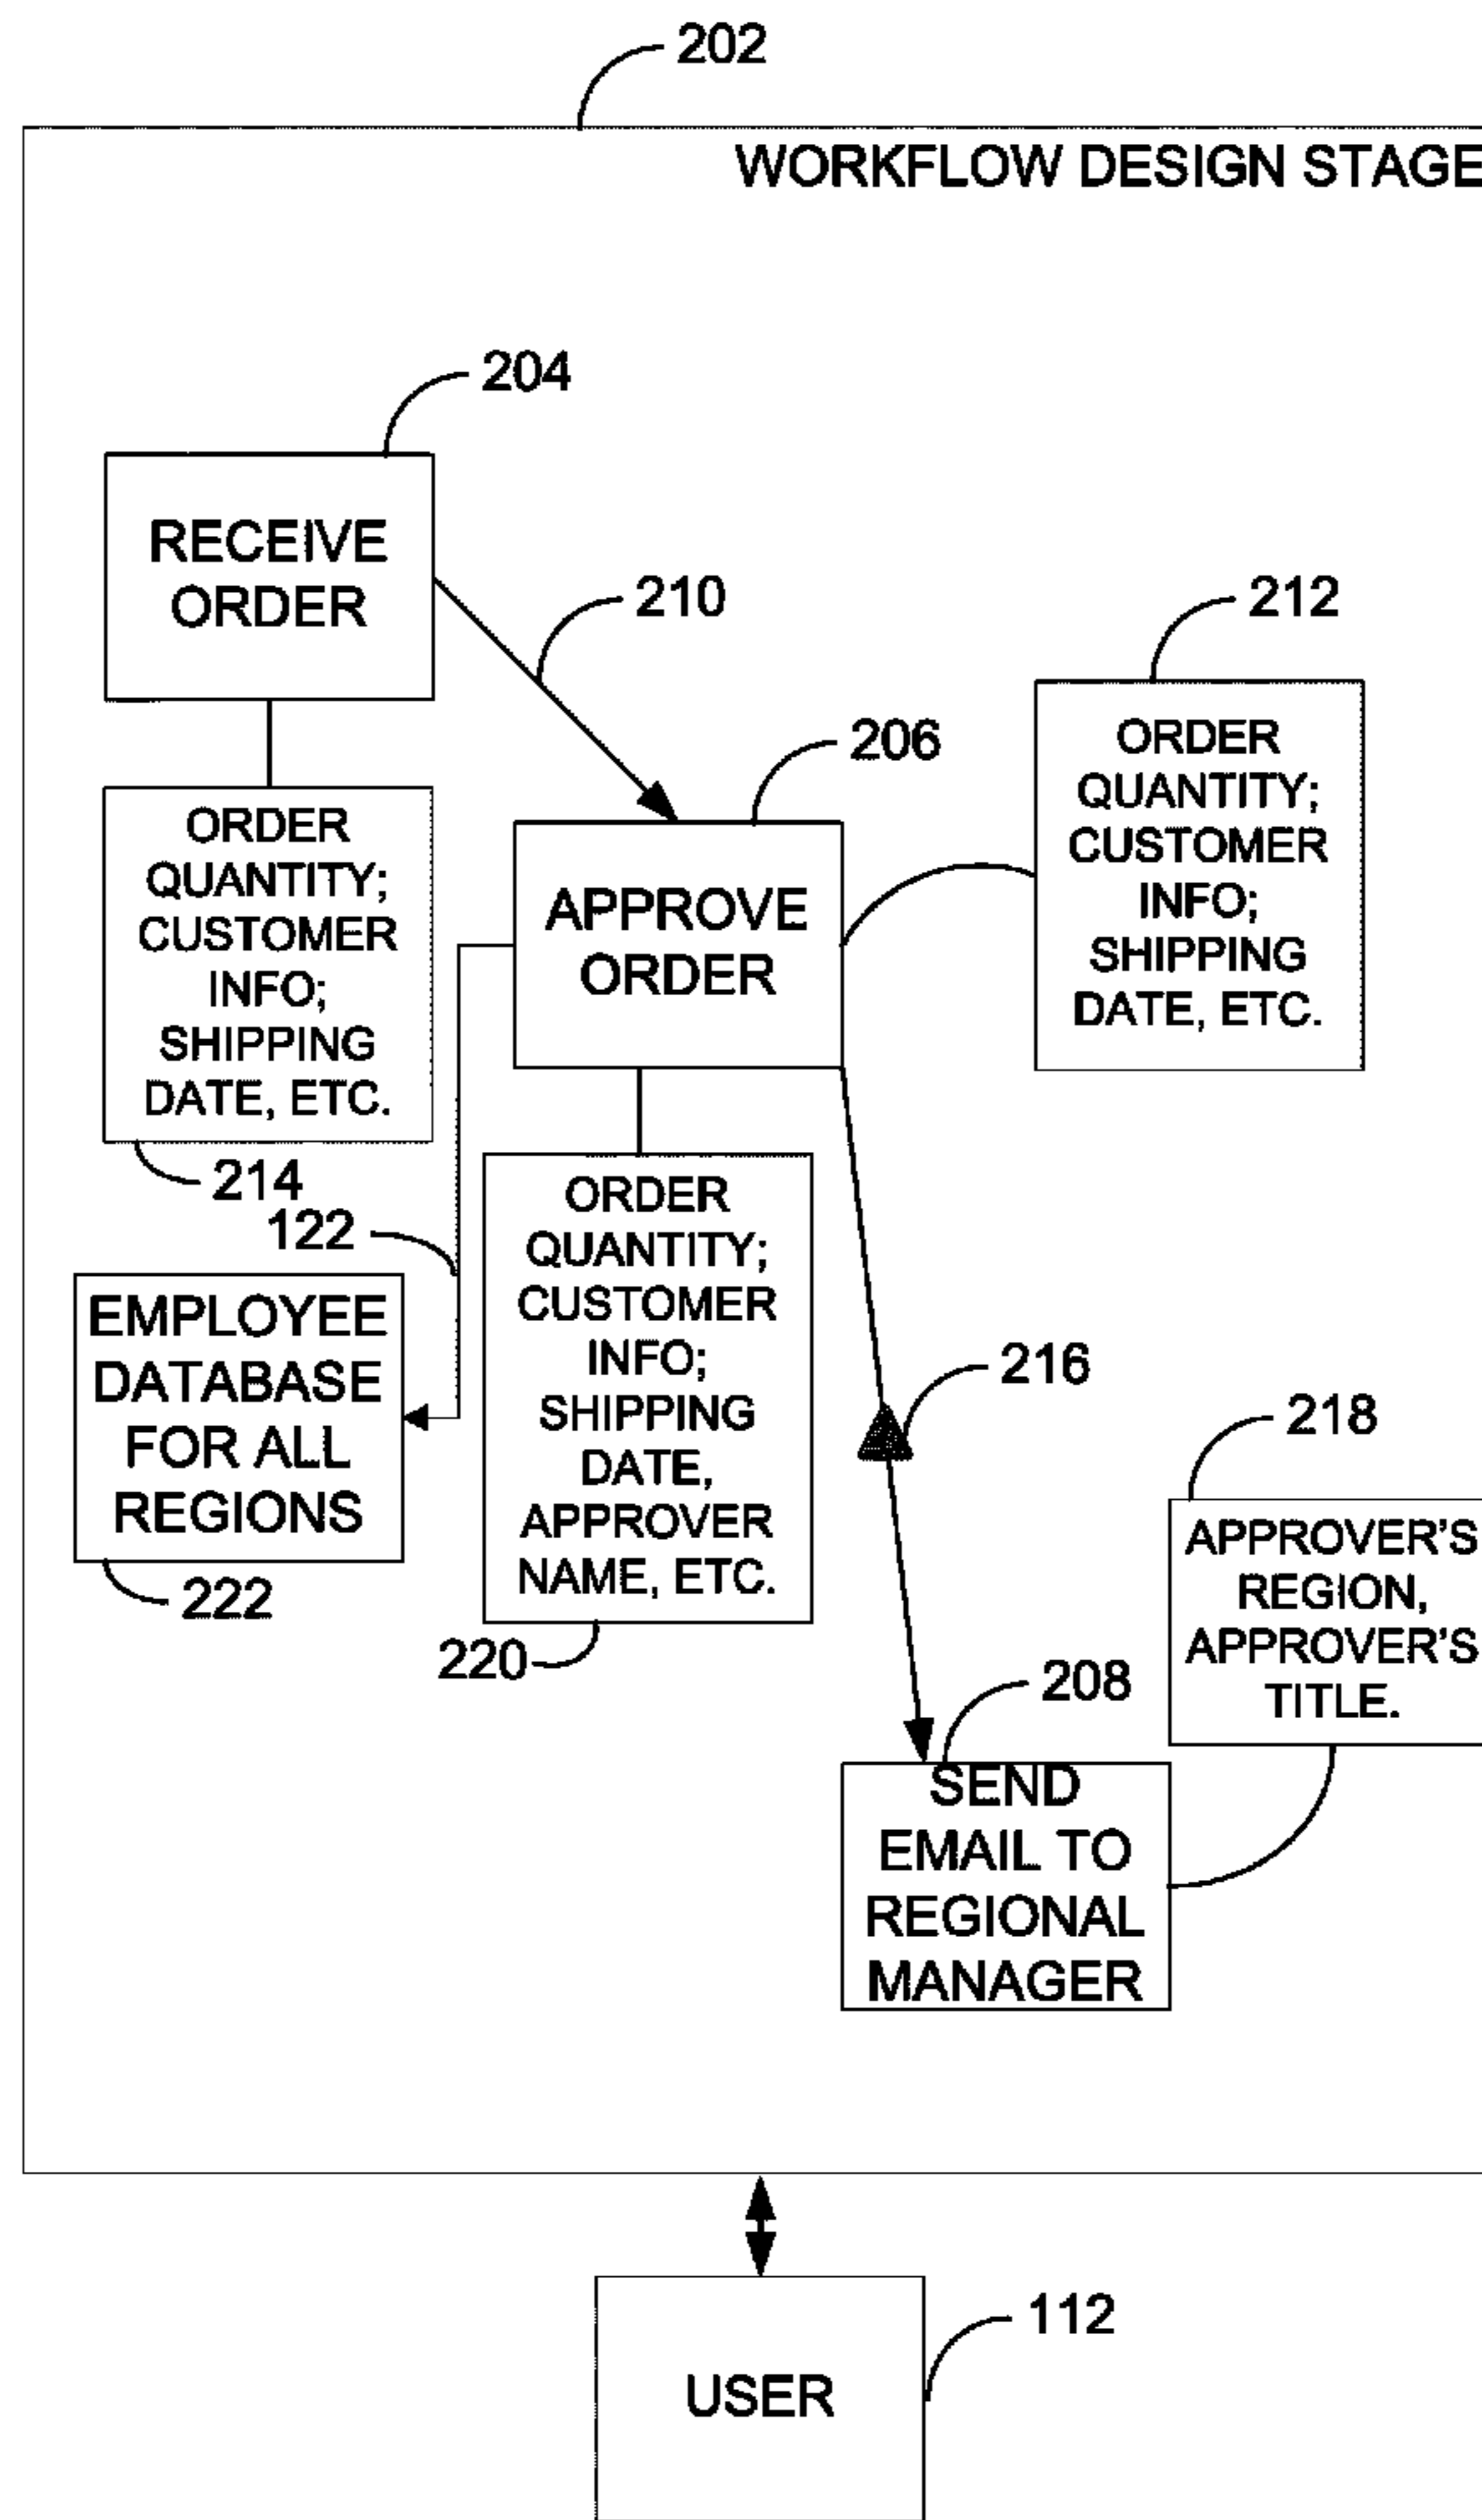 202
WORKFLOW DESIGN STAGE
204
RECEIVE
ORDER
210
212
206
ORDER
QUANTITY;
CUSTOMER
INFO;
SHIPPING
DATE, ETC.
ORDER
QUANTITY;
CUSTOMER
INFO;
SHIPPING
DATE, ETC.
214
APPROVE
ORDER
122
EMPLOYEE
DATABASE
FOR ALL
REGIONS
222
ORDER
QUANTITY;
CUSTOMER
INFO;
SHIPPING
DATE,
APPROVER
NAME, ETC.
220
216
218
APPROVER'S
REGION,
APPROVER'S
TITLE.
208
SEND
EMAIL TO
REGIONAL
MANAGER
USER
112